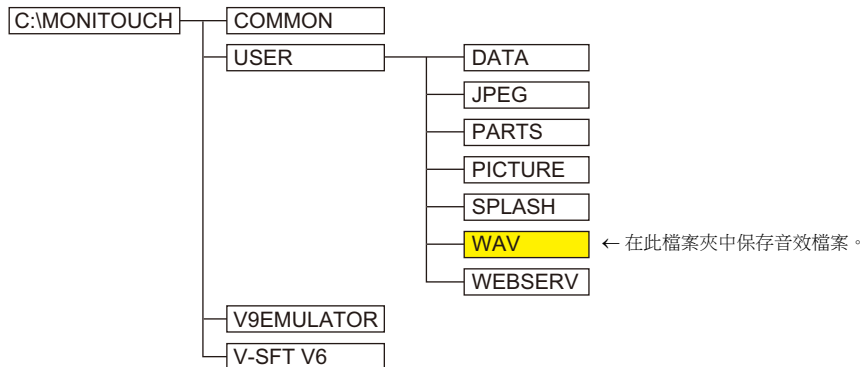 C:\MONITOUCH
COMMON
USER
DATA
JPEG
PARTS
PICTURE
SPLASH
WAV ← 在此檔案夾中保存音效檔案。
WEBSERV
V9EMULATOR
V-SFT V6